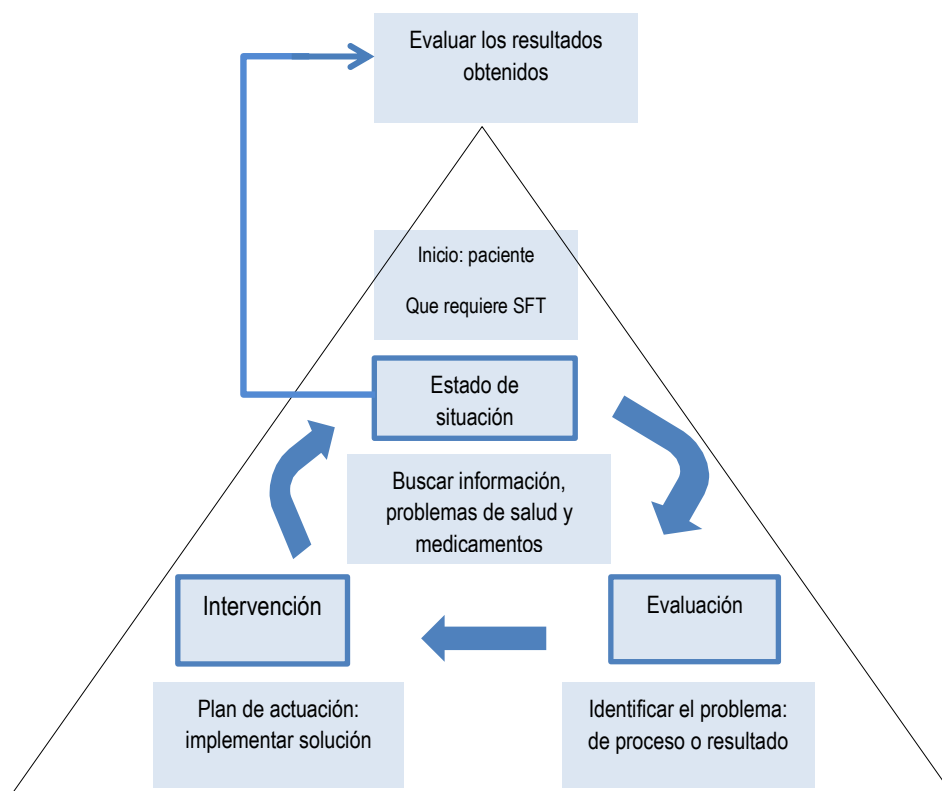 Evaluar los resultados
obtenidos
Inicio: paciente
Que requiere SFT
Estado de
situación
Buscar información,
problemas de salud y
medicamentos
Intervención
Evaluación
Plan de actuación:
implementar solución
Identificar el problema:
de proceso o resultado